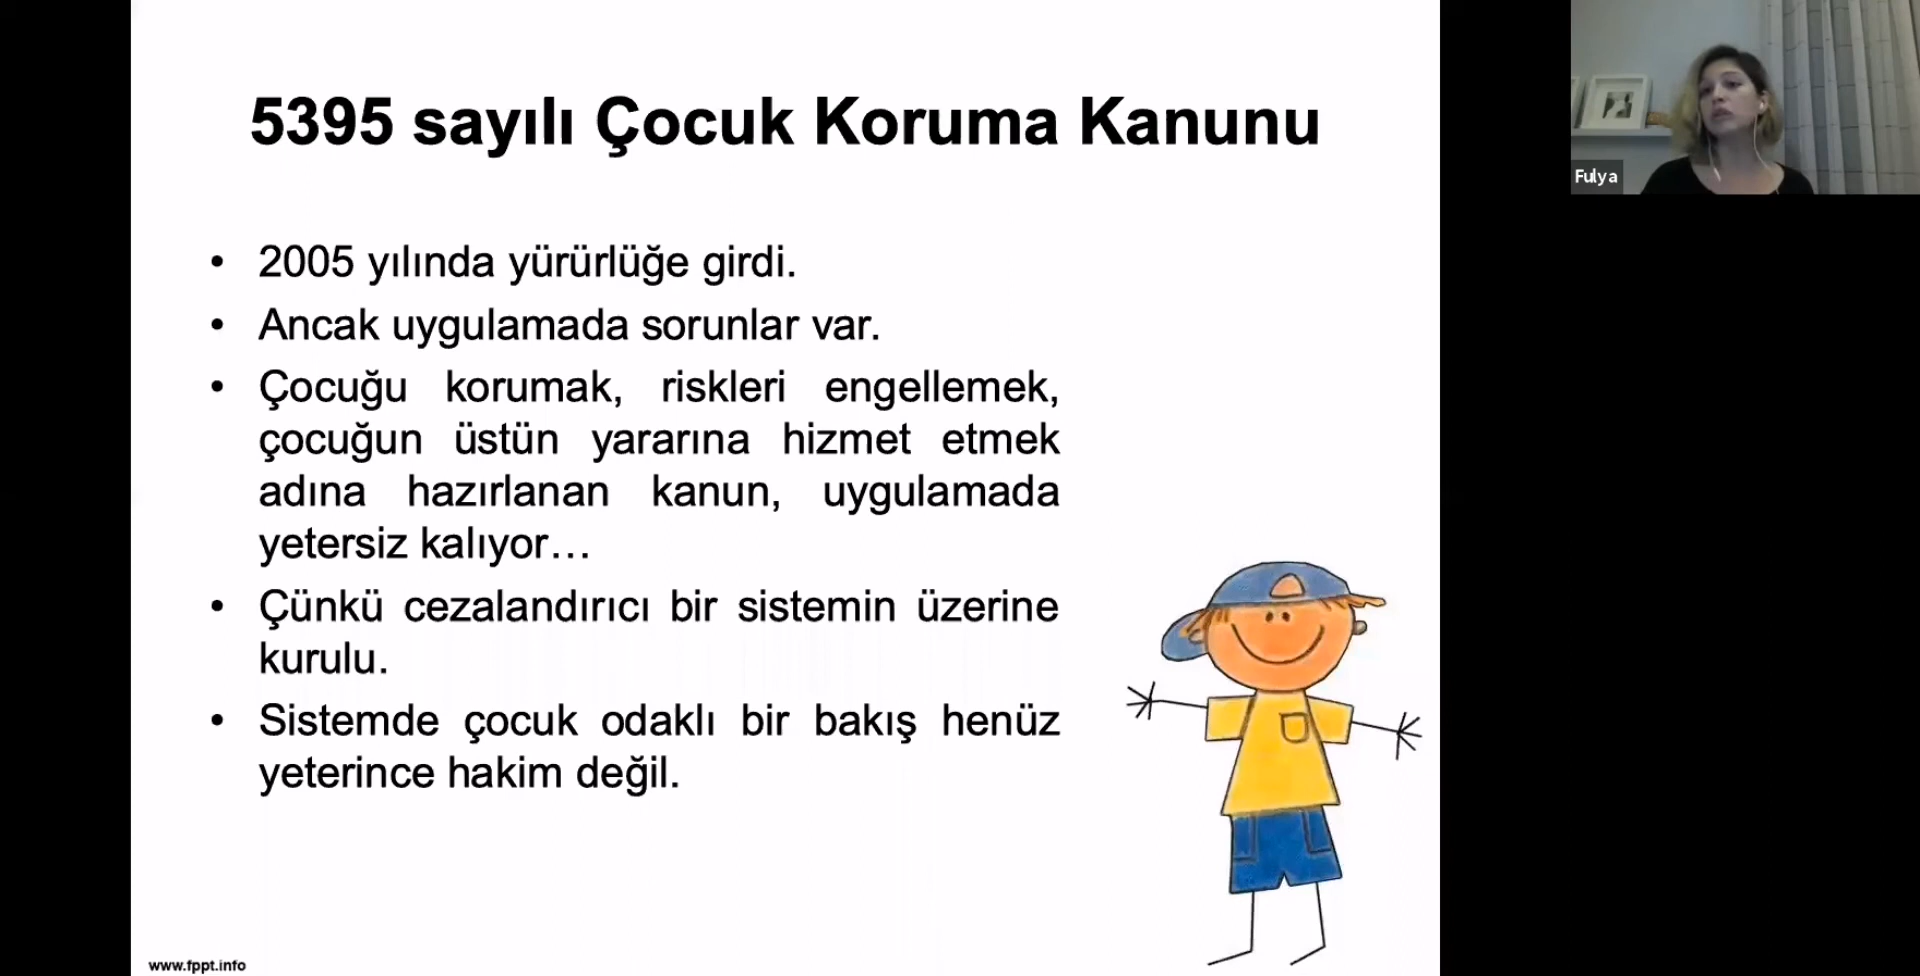 5395 sayılı Çocuk Koruma Kanunu
• 2005 yılında yürürlüğe girdi.
• Ancak uygulamada sorunlar var.
• Çocuğu korumak, riskleri engellemek,
çocuğun üstün yararına hizmet etmek
adına hazırlanan kanun, uygulamada
yetersiz kalıyor…
• Çünkü cezalandırıcı bir sistemin üzerine
kurulu.
• Sistemde çocuk odaklı bir bakış henüz
yeterince hakim değil.
www.fppt.info
Fulya